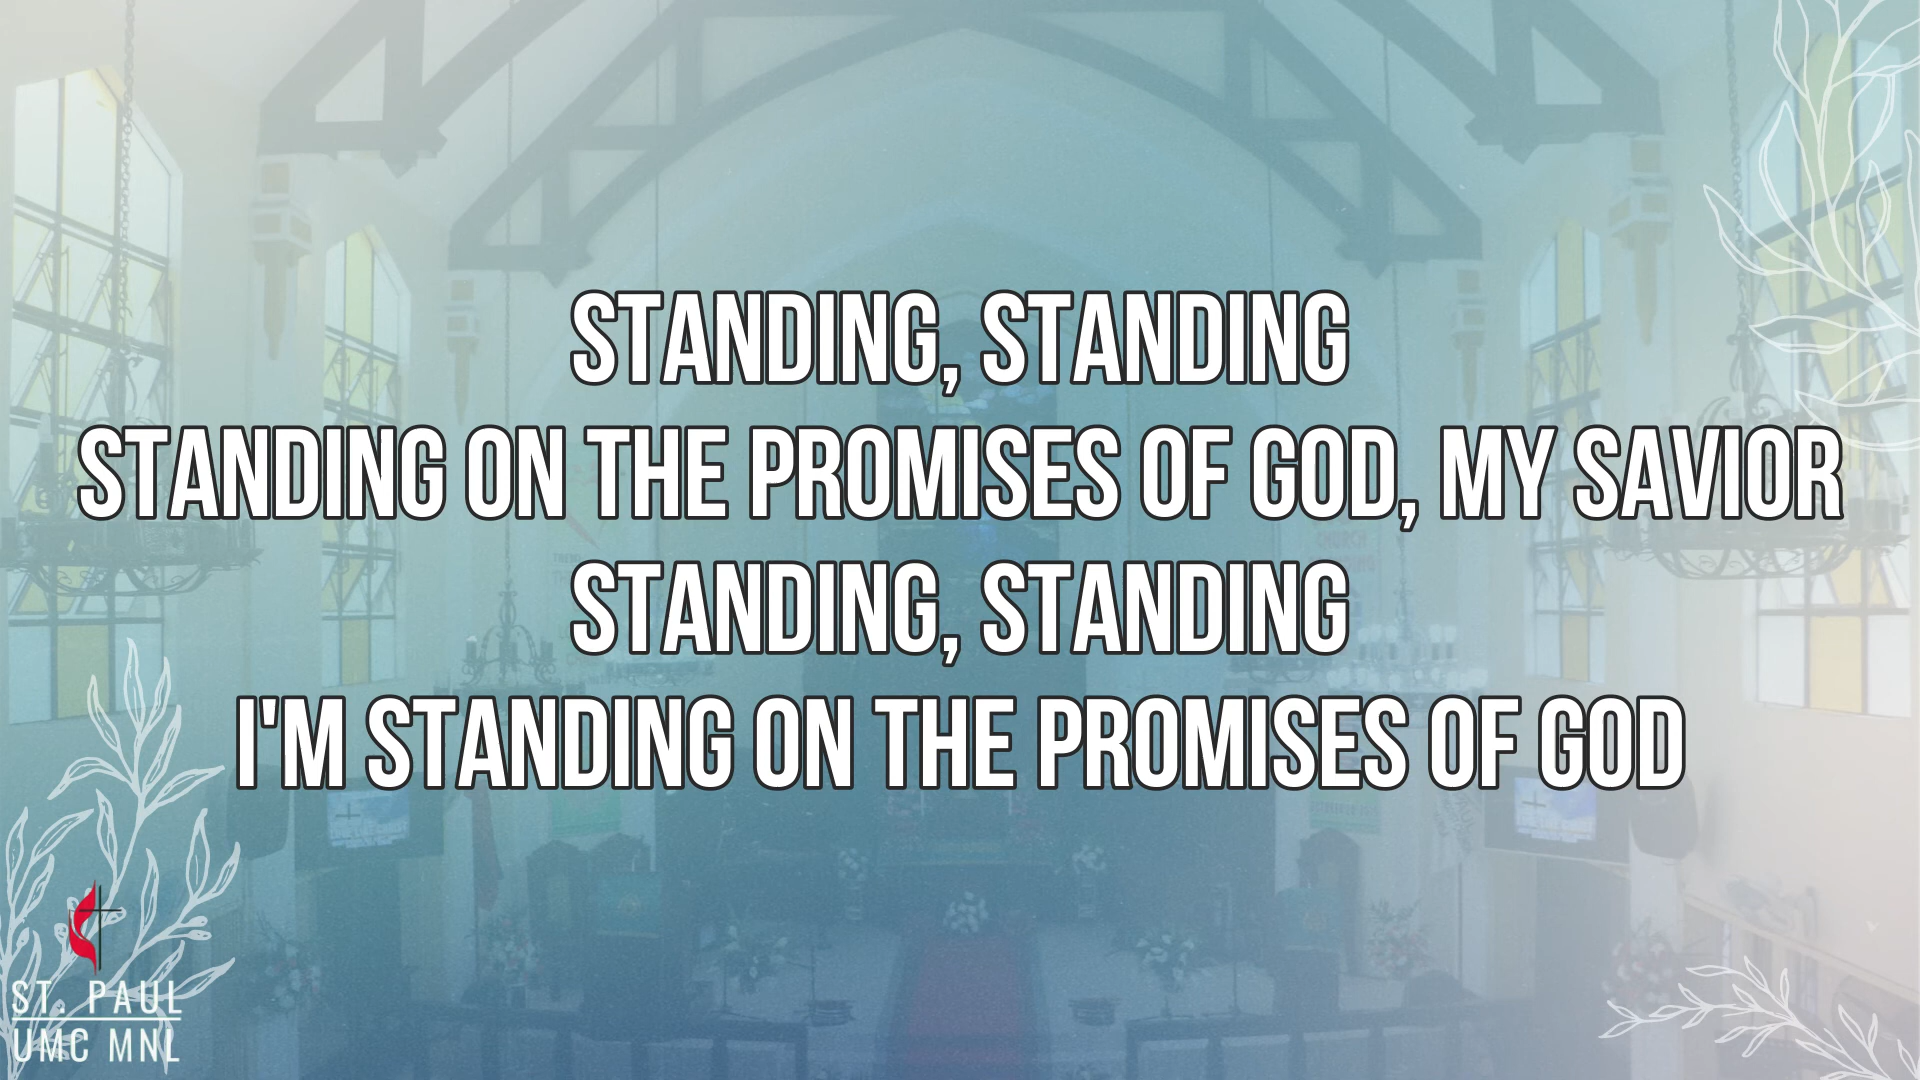 STANDING, STANDING
STANDING ON THE PROMISES OF GOD, MY SAVIOR
STANDING, STANDING
I'M STANDING ON THE PROMISES OF GOD
ST. PAUL
UMC MNL